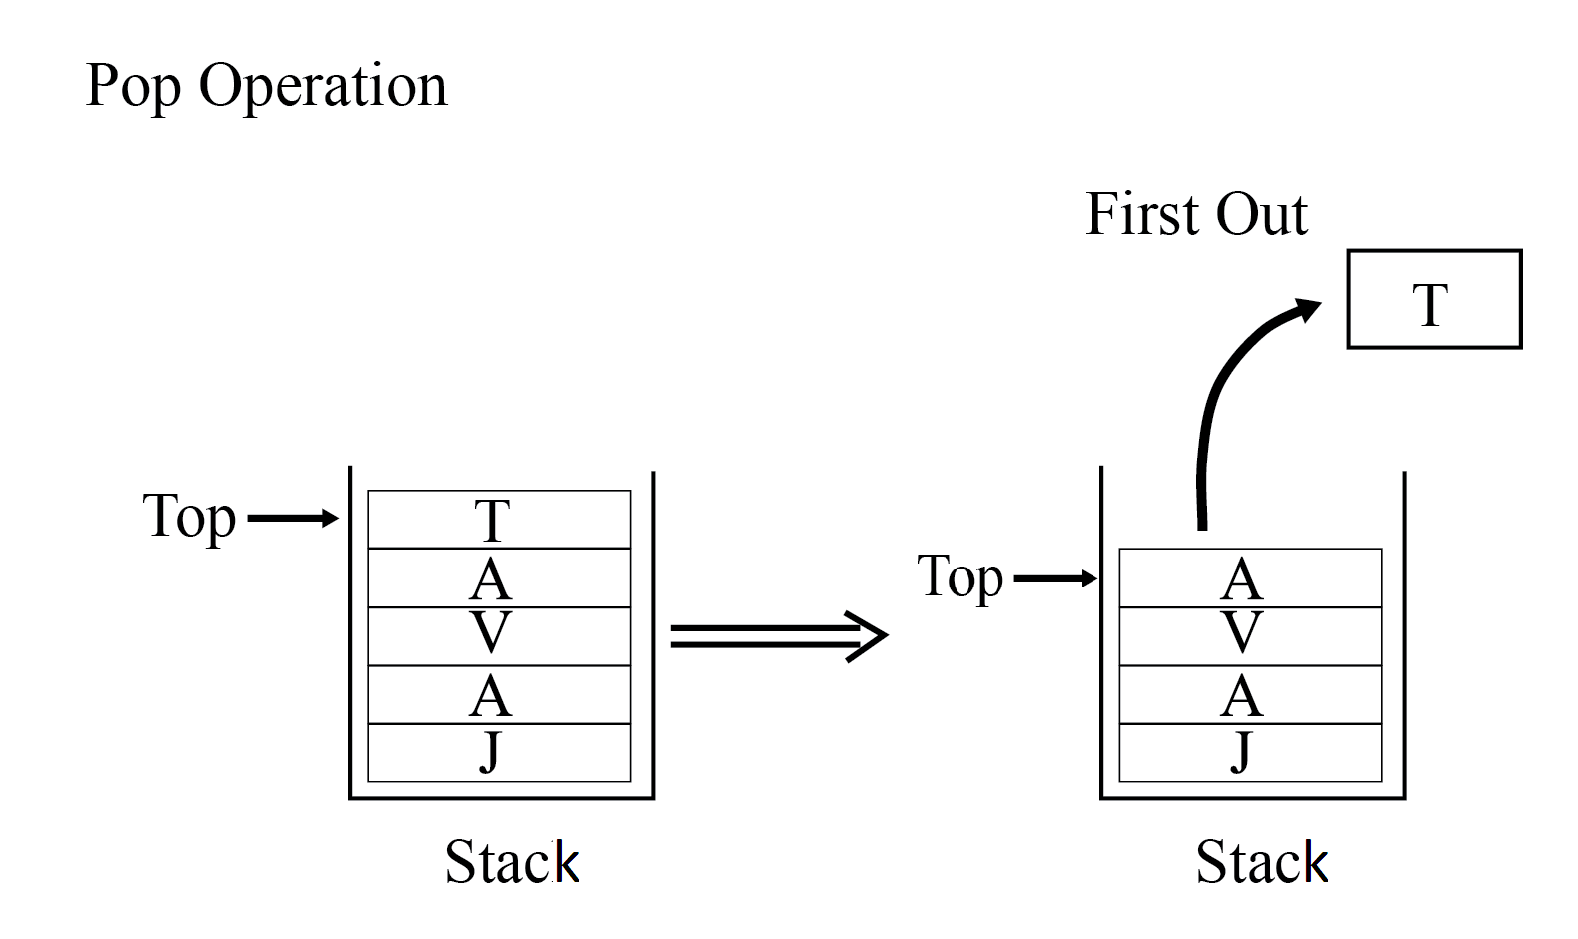 Pop Operation
First Out
T
Top
T
A
V
A
J
Stack
Top
A
V
A
J
Stack